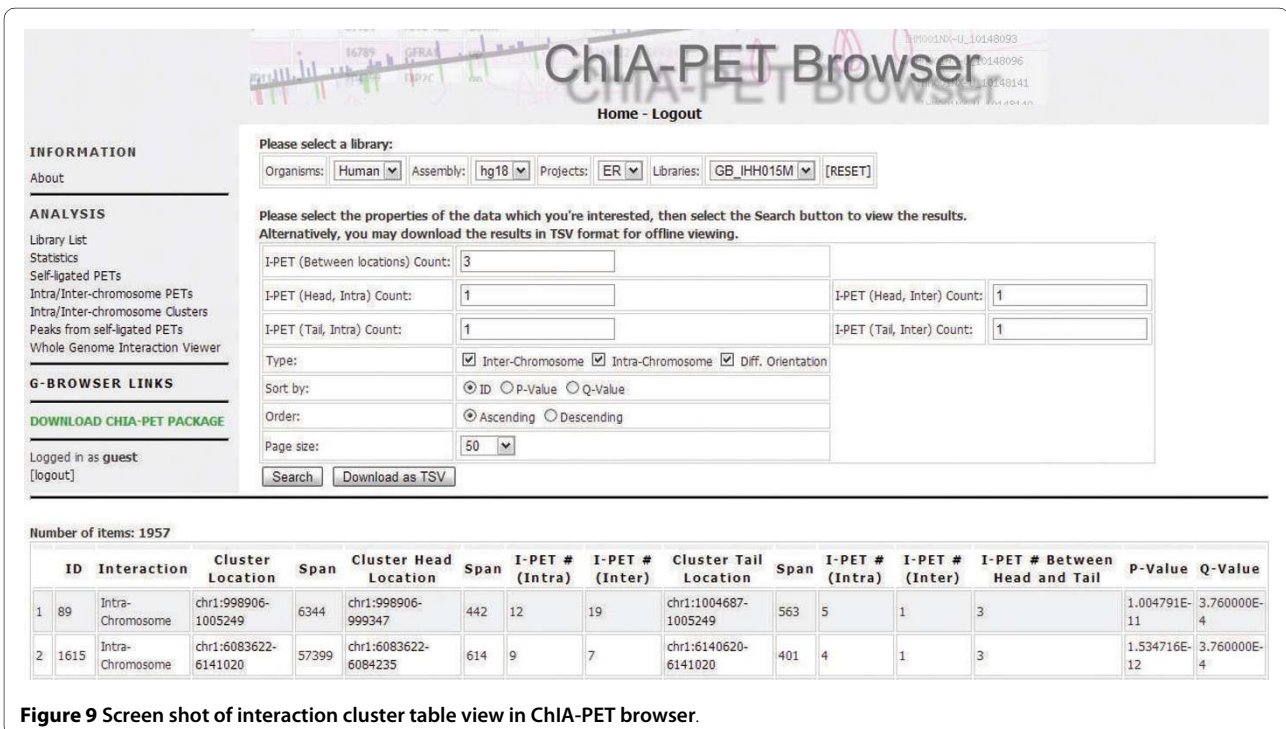 16789 GFRA1
DIP2C
IHM001NX-U_10148093
10148096
10148141
ChIA-PET Browser
Home - Logout
INFORMATION
About
ANALYSIS
Library List
Statistics
Self-ligated PETs
Intra/Inter-chromosome PETs
Intra/Inter-chromosome Clusters
Peaks from self-ligated PETs
Whole Genome Interaction Viewer
G-BROWSER LINKS
DOWNLOAD CHIA-PET PACKAGE
Logged in as guest
[logout]
Please select a library:
Organisms: Human Assembly: hg18 Projects: ER Libraries: GB_IHH015M [RESET]
Please select the properties of the data which you're interested, then select the Search button to view the results.
Alternatively, you may download the results in TSV format for offline viewing.
I-PET (Between locations) Count: 3
I-PET (Head, Intra) Count: 1 I-PET (Head, Inter) Count: 1
I-PET (Tail, Intra) Count: 1 I-PET (Tail, Inter) Count: 1
Type: Inter-Chromosome Intra-Chromosome Diff. Orientation
Sort by: ID P-Value Q-Value
Order: Ascending Descending
Page size: 50
Search Download as TSV
Number of items: 1957
ID Interaction Cluster Location Span Cluster Head Location Span I-PET # (Intra) I-PET # (Inter) Cluster Tail Location Span I-PET # (Intra) I-PET # (Inter) I-PET # Between Head and Tail P-Value Q-Value
1 89 Intra-Chromosome chr1:998906-1005249 6344 chr1:998906-999347 442 12 19 chr1:1004687-1005249 563 5 1 3 1.004791E-11 3.760000E-4
2 1615 Intra-Chromosome chr1:6083622-6141020 57399 chr1:6083622-6084235 614 9 7 chr1:6140620-6141020 401 4 1 3 1.534716E-12 3.760000E-4
Figure 9 Screen shot of interaction cluster table view in ChIA-PET browser.